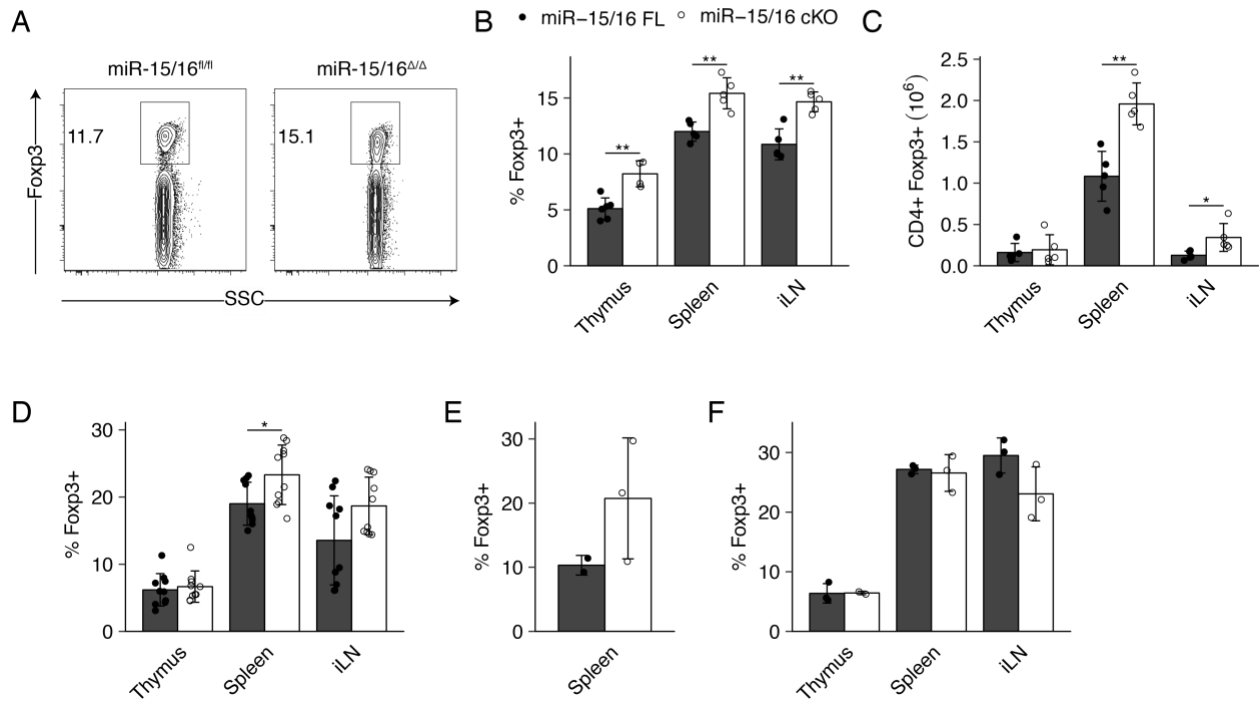 A
miR-15/16fl/fl
miR-15/16Δ/Δ
11.7
15.1
Foxp3
SSC
B
● miR–15/16 FL ○ miR–15/16 cKO
% Foxp3+
15
10
5
0
**
**
**
Thymus
Spleen
iLN
C
CD4+ Foxp3+ (10⁶)
2.5
2.0
1.5
1.0
0.5
0.0
**
*
Thymus
Spleen
iLN
D
% Foxp3+
30
20
10
0
*
Thymus
Spleen
iLN
E
% Foxp3+
30
20
10
0
Spleen
F
% Foxp3+
30
20
10
0
Thymus
Spleen
iLN